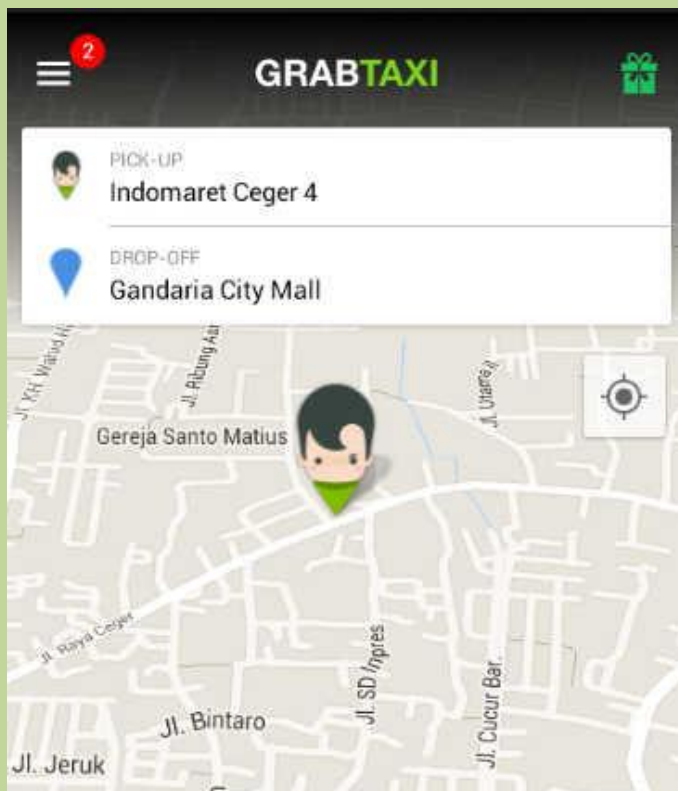 2
GRABTAXI
PICK-UP
Indomaret Ceger 4
DROP-OFF
Gandaria City Mall
Jl. Ribung
Jl. Utama
Gereja Santo Matius
Jl. Raya Ceger
Jl. SD Inpres
Jl. Cucur Bar.
Jl. Bintaro
Jl. Jeruk